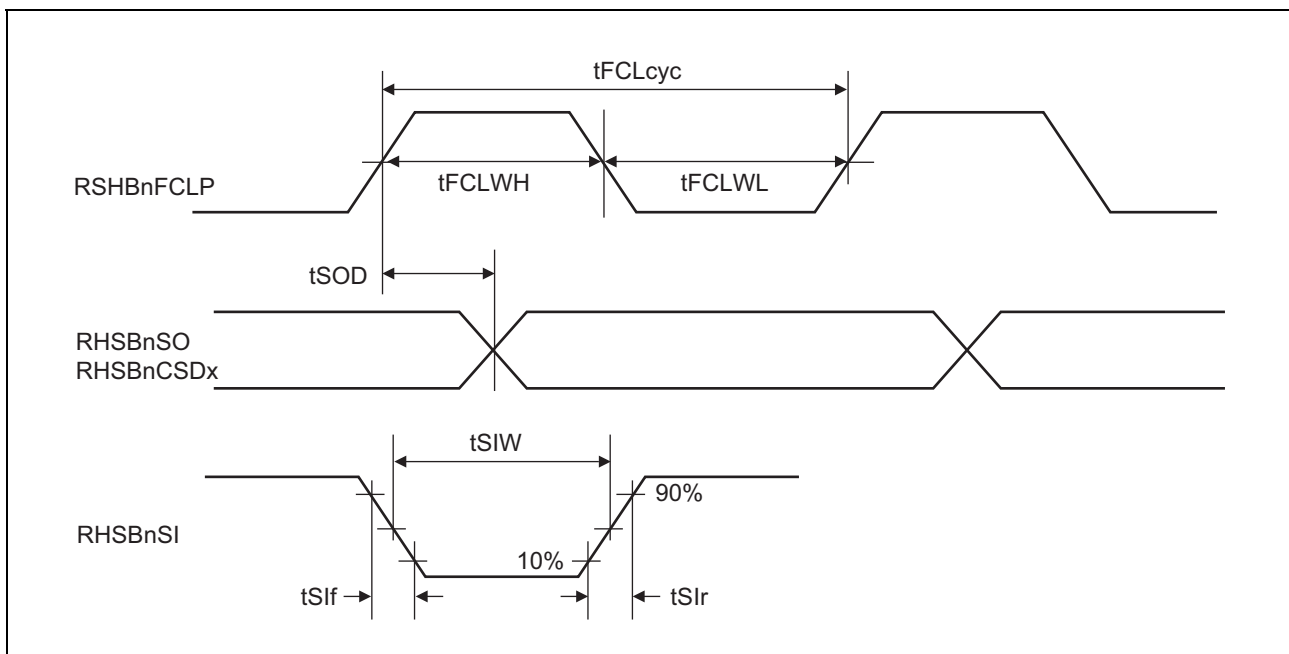 tFCLcyc
RSHBnFCLP
tFCLWH
tFCLWL
tSOD
RHSBnSO
RHSBnCSDx
tSIW
90%
RHSBnSI
10%
tSIf
tSIr